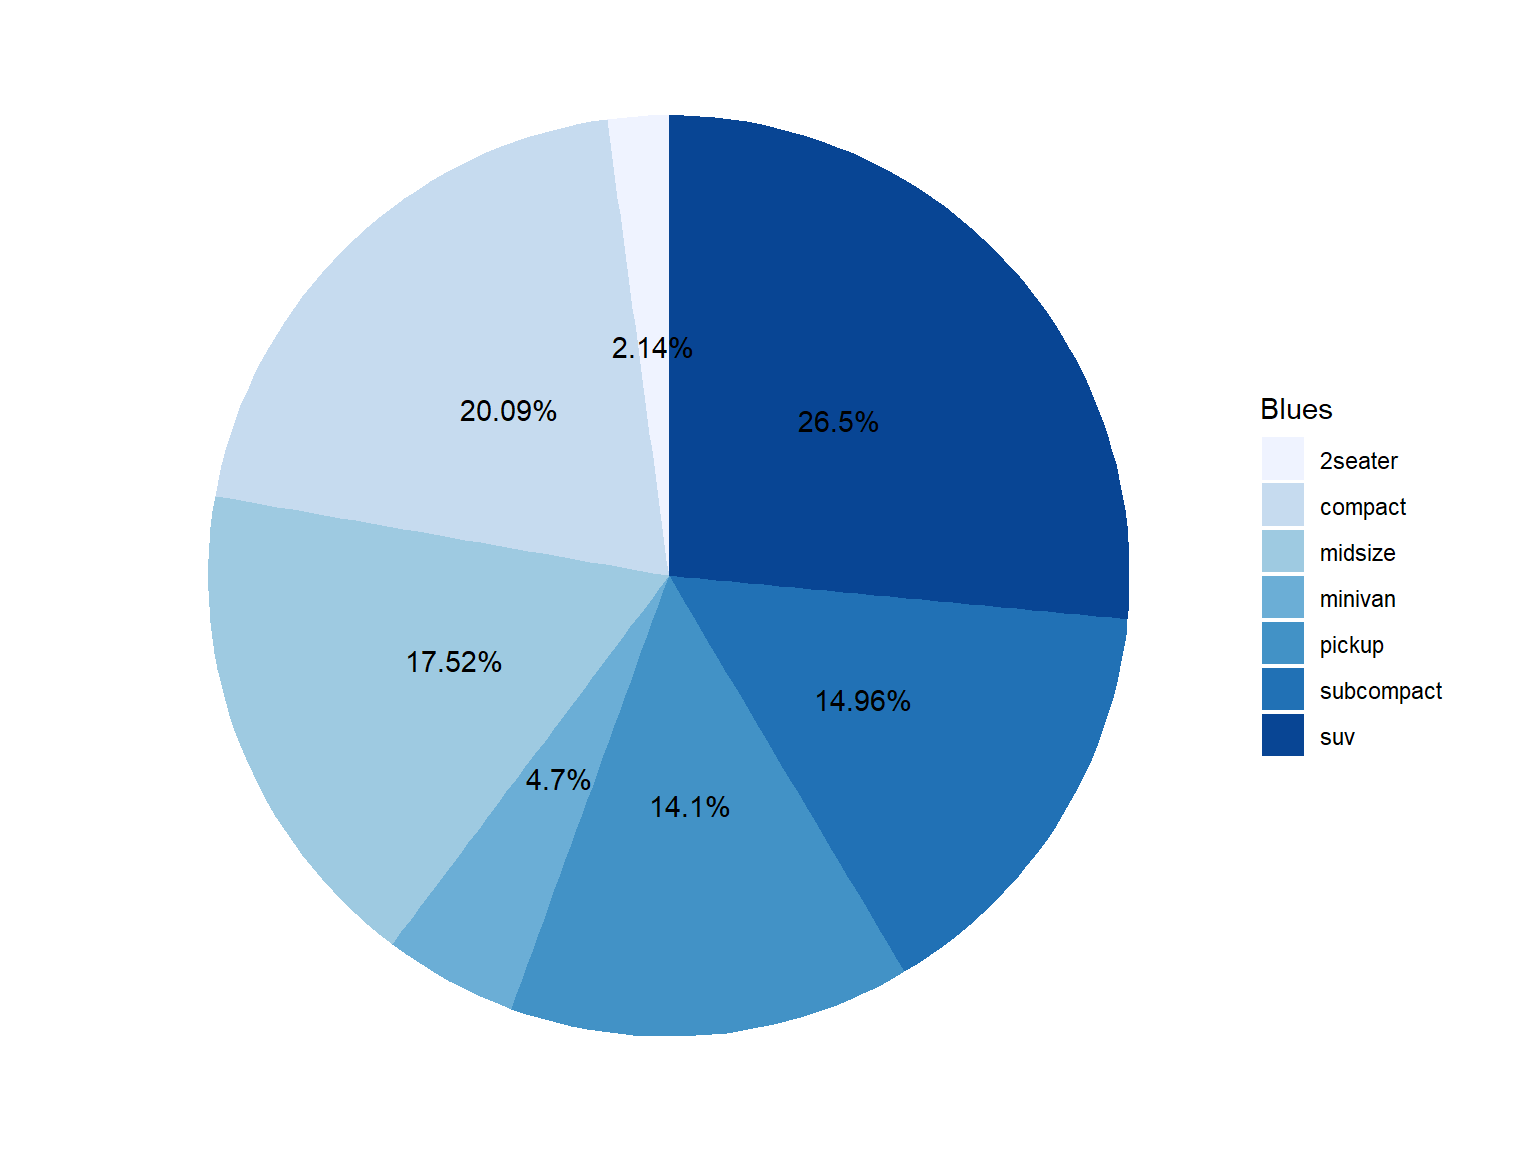 2.14%
20.09%
26.5%
17.52%
14.96%
4.7%
14.1%
Blues
2seater
compact
midsize
minivan
pickup
subcompact
suv